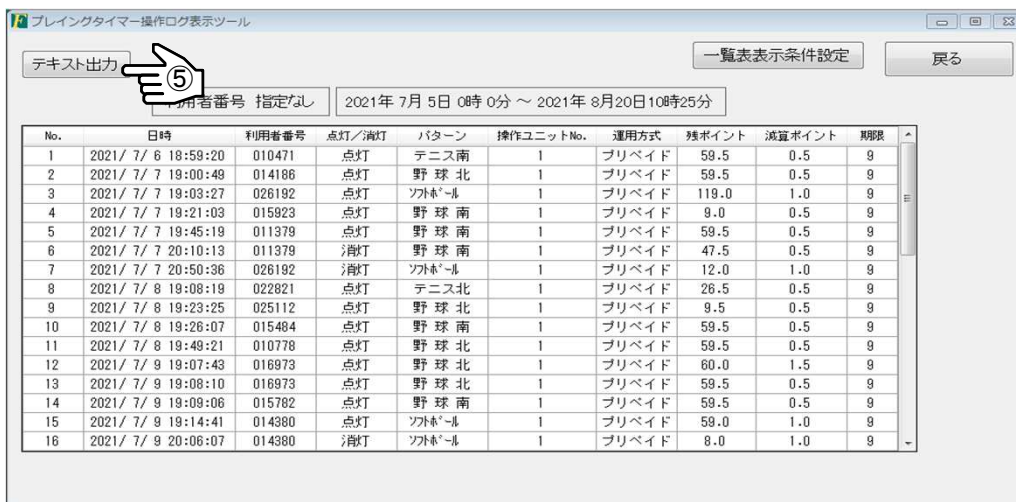 プレイングタイマー操作ログ表示ツール
テキスト出力 ⑤ 一覧表表示条件設定 戻る
利用者番号 指定なし 2021年 7月 5日 0時 0分 ～ 2021年 8月20日10時25分
No. 日時 利用者番号 点灯／消灯 パターン 操作ユニットNo. 運用方式 残ポイント 減算ポイント 期限
1 2021/ 7/ 6 18:59:20 010471 点灯 テニス南 1 プリペイド 59.5 0.5 9
2 2021/ 7/ 7 19:00:49 014186 点灯 野 球 北 1 プリペイド 59.5 0.5 9
3 2021/ 7/ 7 19:03:27 026192 点灯 ｿﾌﾄﾎﾞｰﾙ 1 プリペイド 119.0 1.0 9
4 2021/ 7/ 7 19:21:03 015923 点灯 野 球 南 1 プリペイド 9.0 0.5 9
5 2021/ 7/ 7 19:45:19 011379 点灯 野 球 南 1 プリペイド 59.5 0.5 9
6 2021/ 7/ 7 20:10:13 011379 消灯 野 球 南 1 プリペイド 47.5 0.5 9
7 2021/ 7/ 7 20:50:36 026192 消灯 ｿﾌﾄﾎﾞｰﾙ 1 プリペイド 12.0 1.0 9
8 2021/ 7/ 8 19:08:19 022821 点灯 テニス北 1 プリペイド 26.5 0.5 9
9 2021/ 7/ 8 19:23:25 025112 点灯 野 球 北 1 プリペイド 9.5 0.5 9
10 2021/ 7/ 8 19:26:07 015484 点灯 野 球 南 1 プリペイド 59.5 0.5 9
11 2021/ 7/ 8 19:49:21 010778 点灯 野 球 北 1 プリペイド 59.5 0.5 9
12 2021/ 7/ 9 19:07:43 016973 点灯 野 球 北 1 プリペイド 60.0 1.5 9
13 2021/ 7/ 9 19:08:10 016973 点灯 野 球 北 1 プリペイド 59.5 0.5 9
14 2021/ 7/ 9 19:09:06 015782 点灯 野 球 南 1 プリペイド 59.5 0.5 9
15 2021/ 7/ 9 19:14:41 014380 点灯 ｿﾌﾄﾎﾞｰﾙ 1 プリペイド 59.0 1.0 9
16 2021/ 7/ 9 20:06:07 014380 消灯 ｿﾌﾄﾎﾞｰﾙ 1 プリペイド 8.0 1.0 9